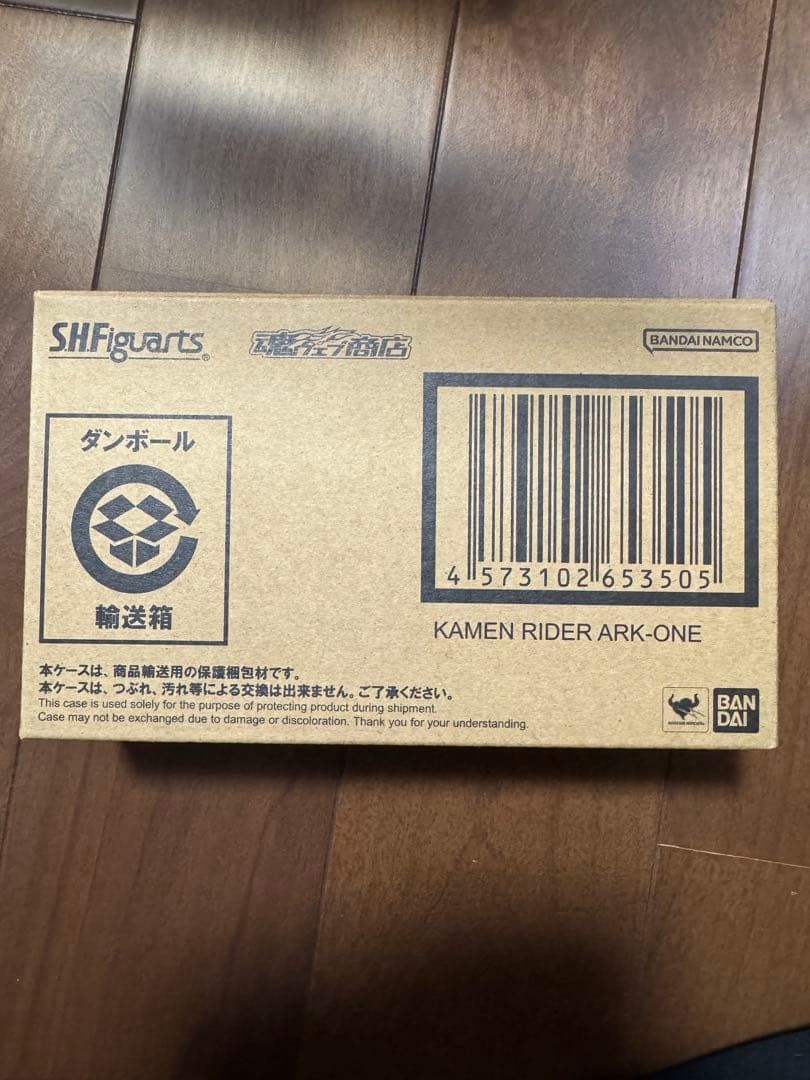 S.H.Figuarts®
魂ウェブ商店
BANDAI NAMCO
ダンボール
輸送箱
4 573102 653505
KAMEN RIDER ARK-ONE
本ケースは、商品輸送用の保護梱包材です。
本ケースは、つぶれ、汚れ等による交換は出来ません。ご了承ください。
This case is used solely for the purpose of protecting product during shipment.
Case may not be exchanged due to damage or discoloration. Thank you for your understanding.
BAN
DAI